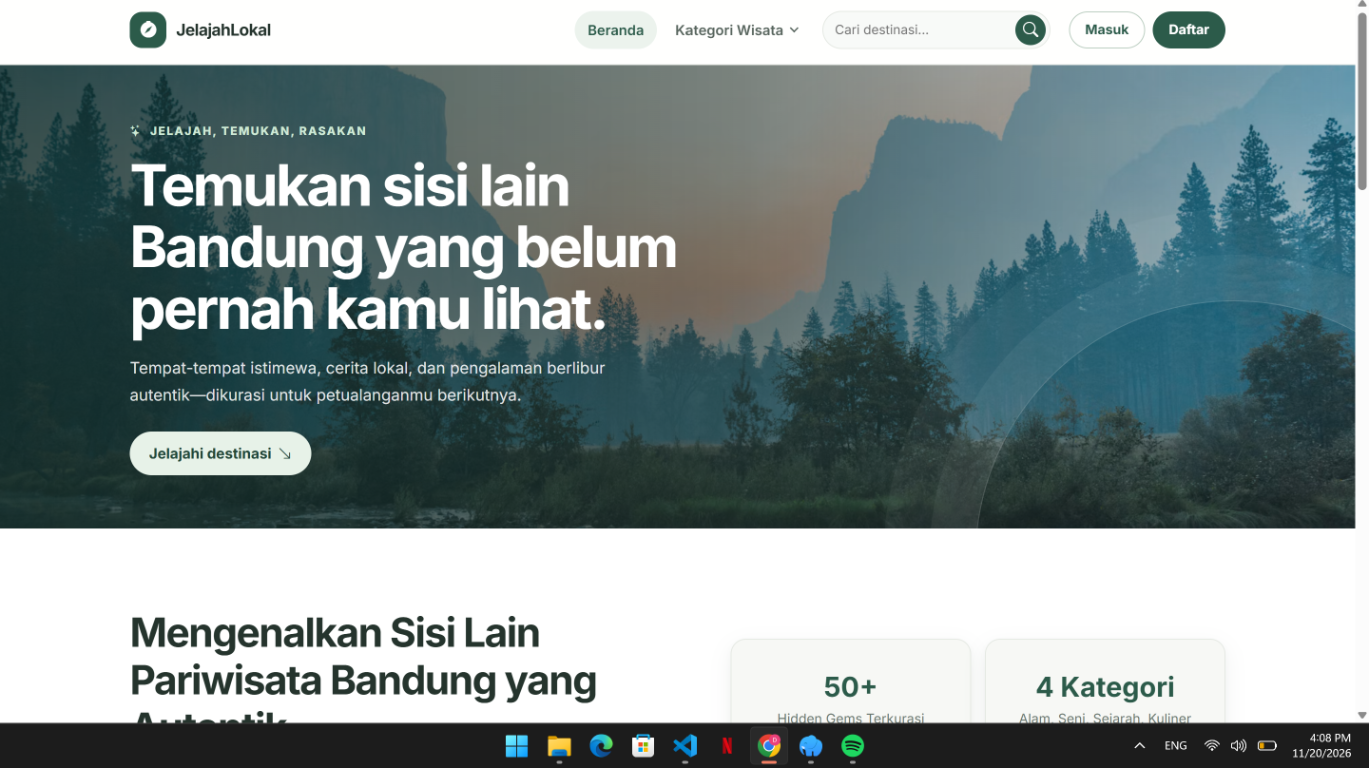 JelajahLokal
Beranda
Kategori Wisata
Cari destinasi...
Masuk
Daftar
JELAJAH, TEMUKAN, RASAKAN
Temukan sisi lain
Bandung yang belum
pernah kamu lihat.
Tempat-tempat istimewa, cerita lokal, dan pengalaman berlibur
autentik—dikurasi untuk petualanganmu berikutnya.
Jelajahi destinasi
Mengenalkan Sisi Lain
Pariwisata Bandung yang
Autentik
50+
Hidden Gems Terkurasi
4 Kategori
Alam, Seni, Sejarah, Kuliner
ENG
4:08 PM
11/20/2026